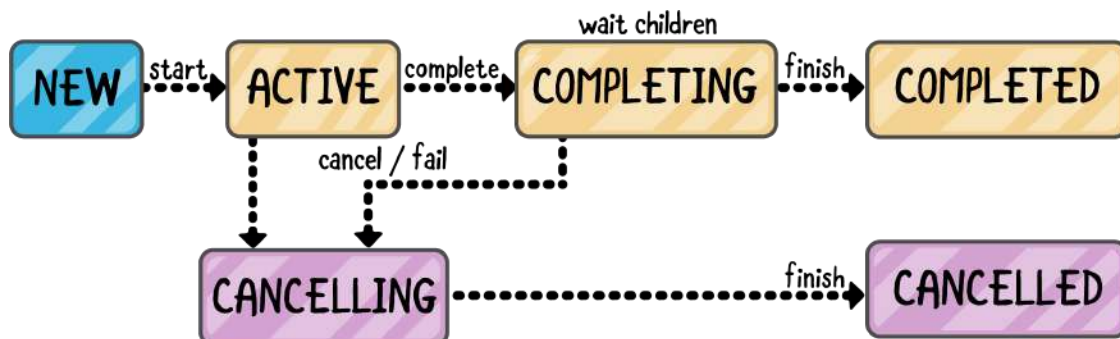 wait children
NEW
start
ACTIVE
complete
COMPLETING
finish
COMPLETED
cancel / fail
CANCELLING
finish
CANCELLED